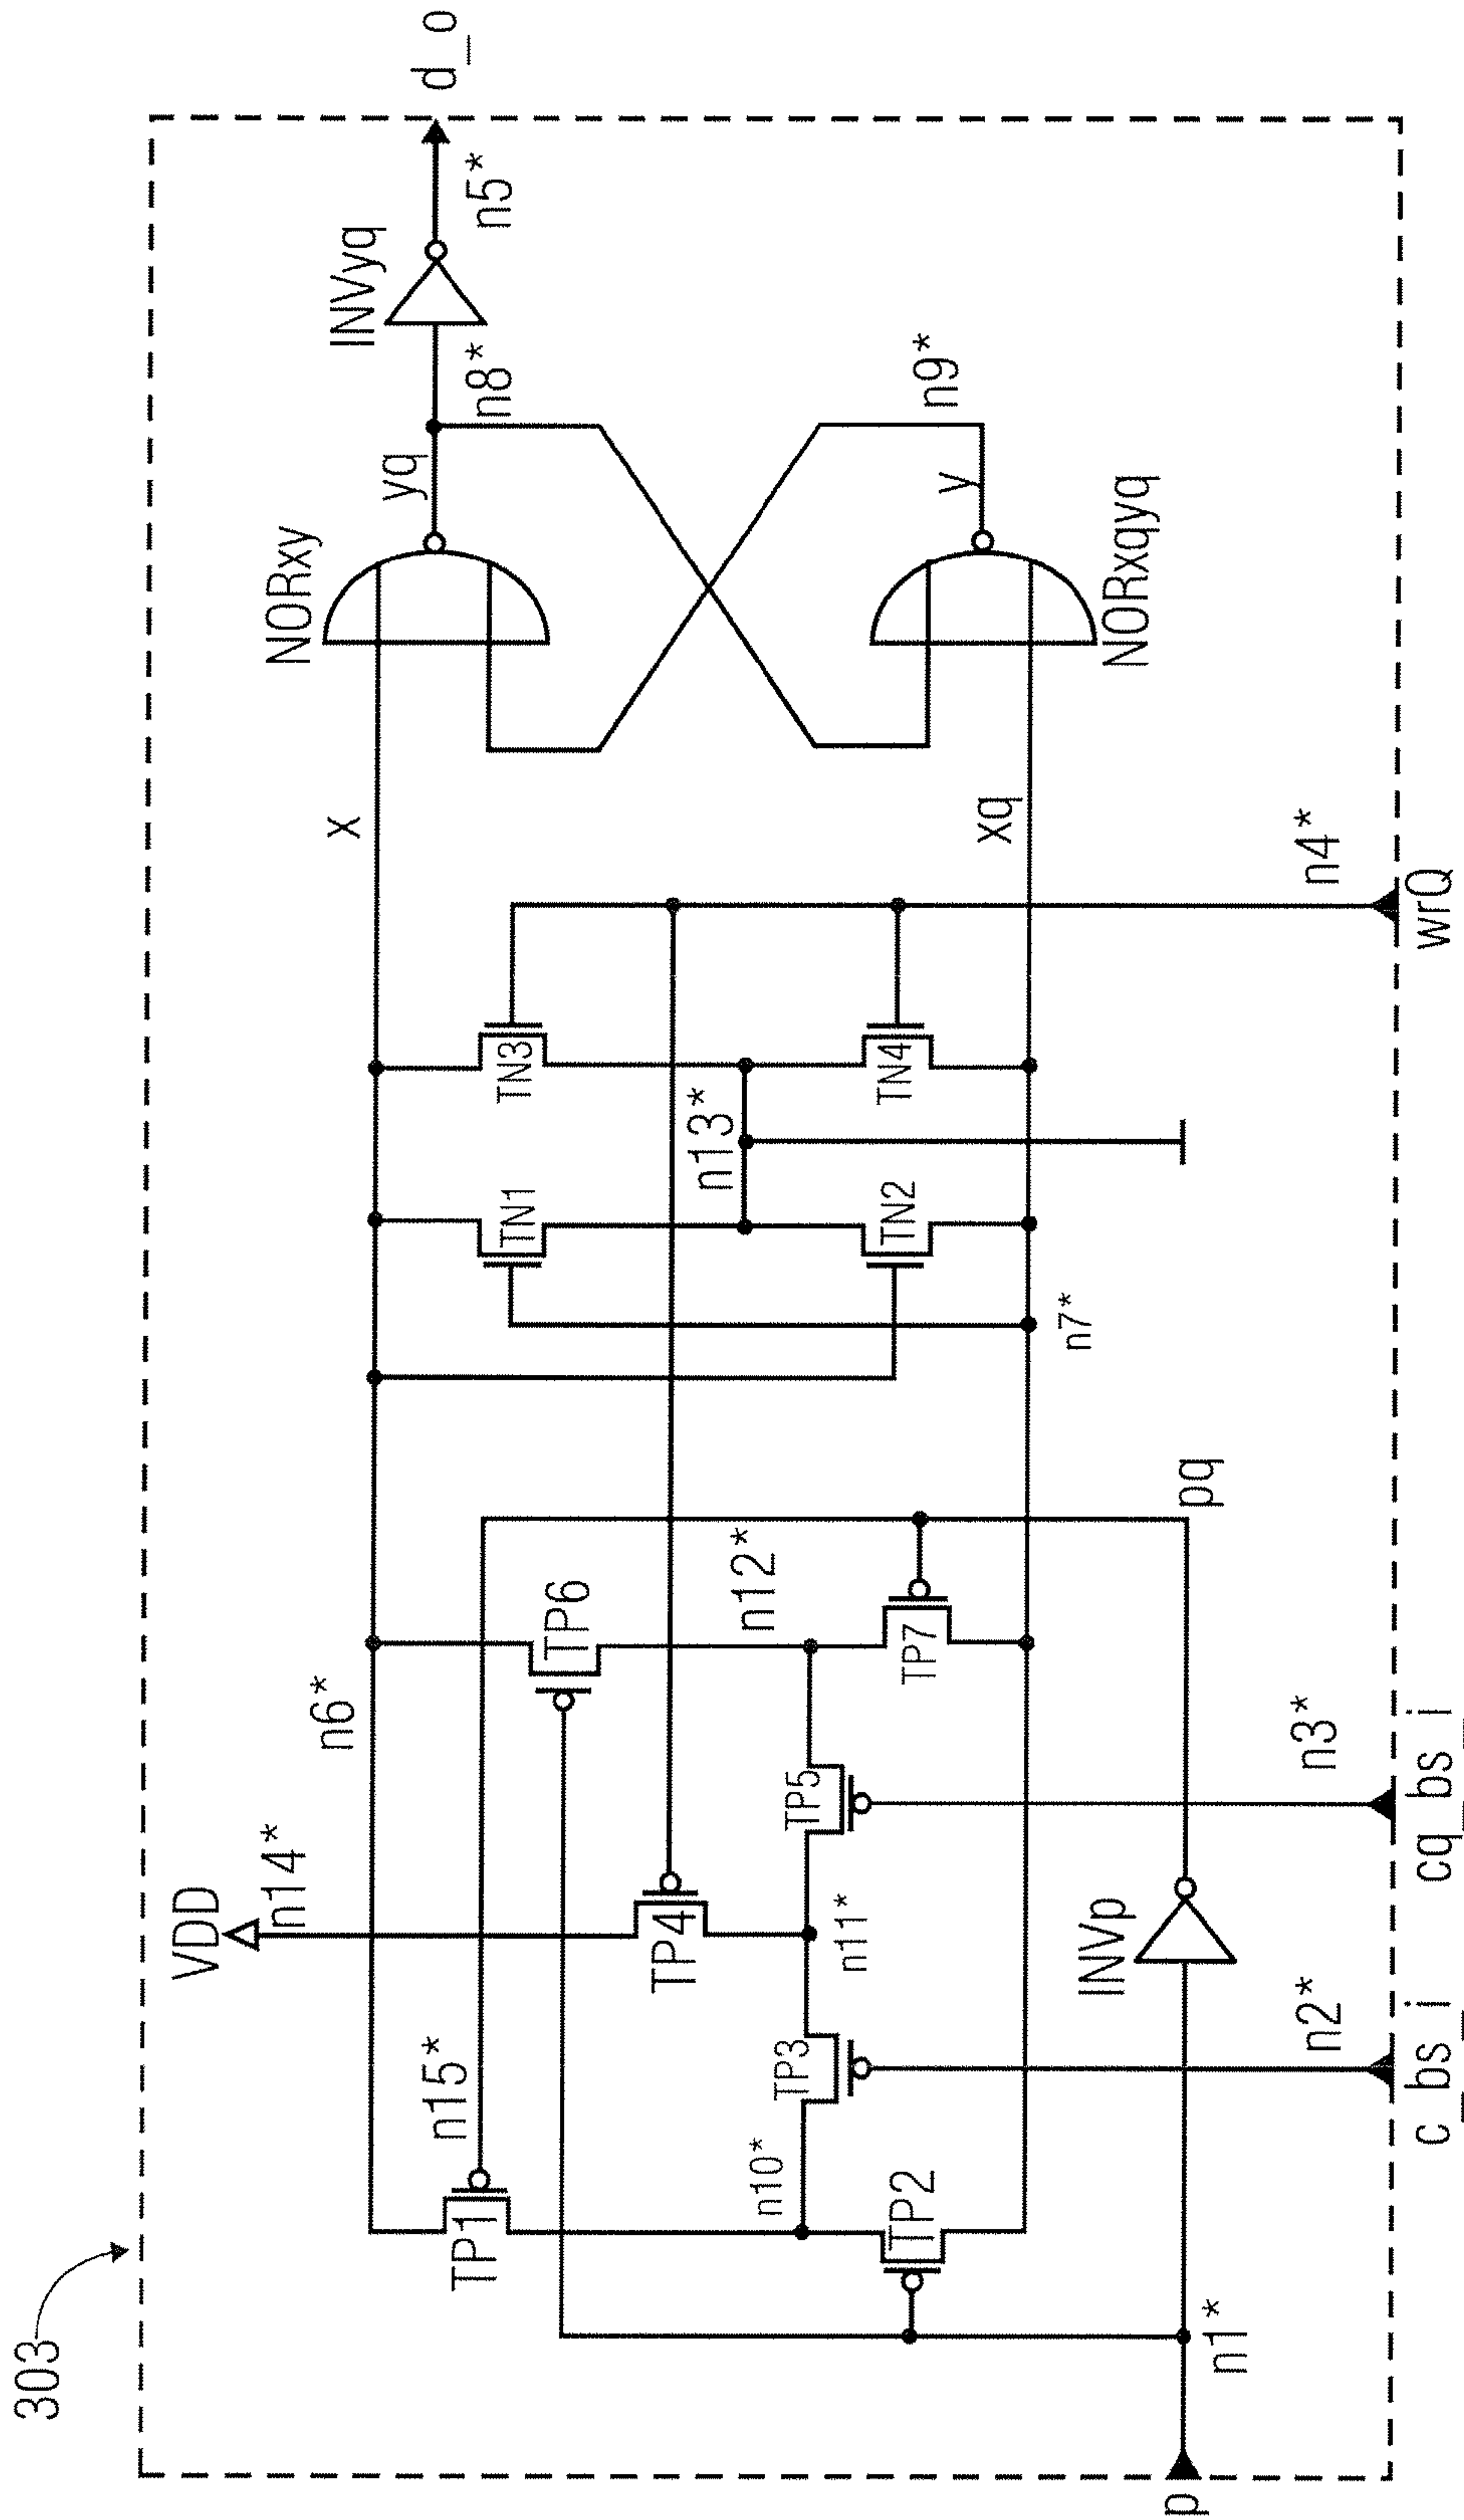 303
VDD
n14*
n6*
TP1
n15*
TP6
TP4
n12*
TP3
TP5
n10*
n11*
TP2
TP7
INVp
pq
n1*
p
n2*
c_bs_i
n3*
cq_bs_i
TN1
TN3
n13*
TN2
TN4
n7*
x
xq
n4*
wrQ
NORxy
yq
n8*
INVyq
n5*
d_o
y
n9*
NORxqyq